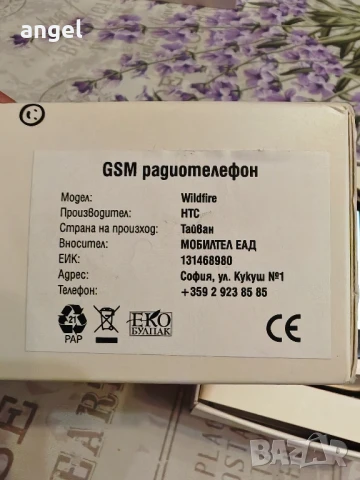 angel
GSM радиотелефон
Модел: Wildfire
Производител: HTC
Страна на произход: Тайван
Вносител: МОБИЛТЕЛ ЕАД
ЕИК: 131468980
Адрес: София, ул. Кукуш №1
Телефон: +359 2 923 85 85
21
PAP
ЕКО
БУЛПАК
CE
BAZAR